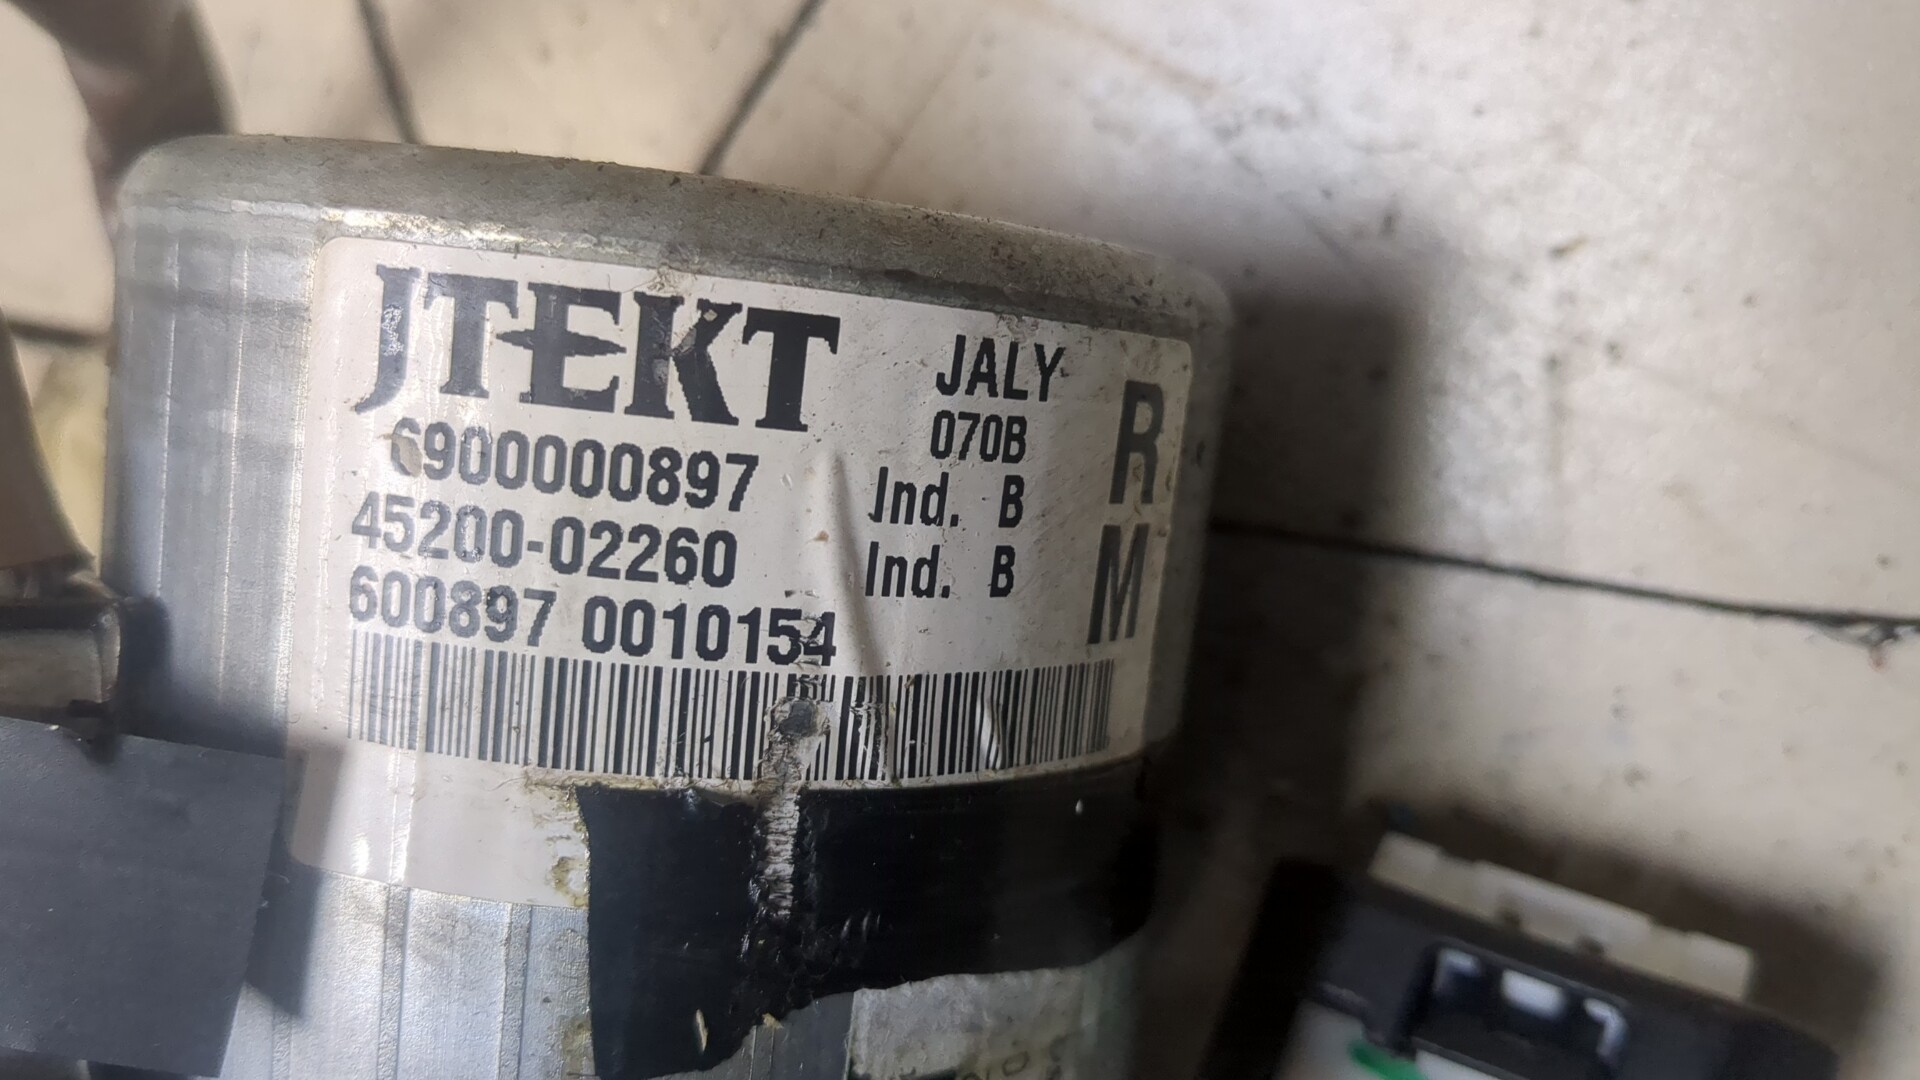 JTEKT
JALY
070B
6900000897 Ind. B
45200-02260 Ind. B
600897 0010154
R
M